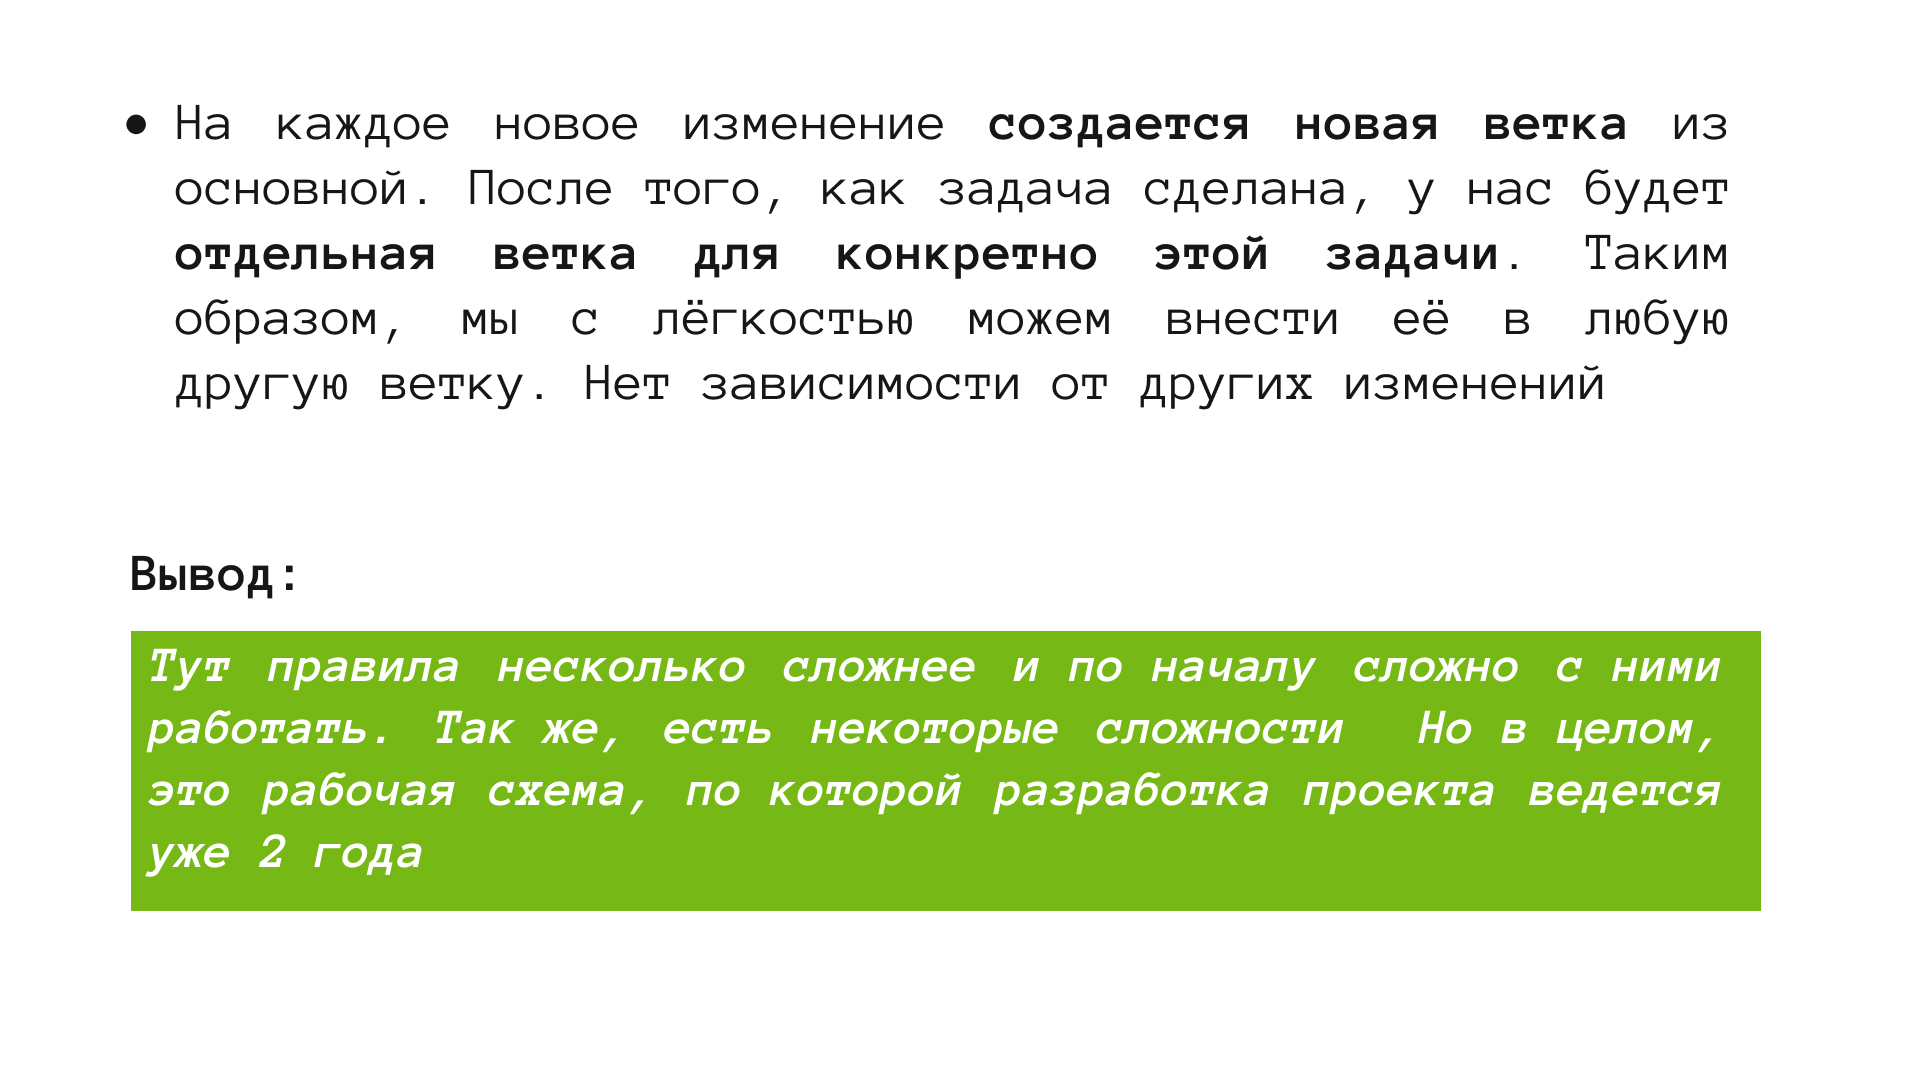 • На каждое новое изменение создается новая ветка из
основной. После того, как задача сделана, у нас будет
отдельная ветка для конкретно этой задачи. Таким
образом, мы с лёгкостью можем внести её в любую
другую ветку. Нет зависимости от других изменений
Вывод:
Тут правила несколько сложнее и по началу сложно с ними
работать. Так же, есть некоторые сложности Но в целом,
это рабочая схема, по которой разработка проекта ведется
уже 2 года